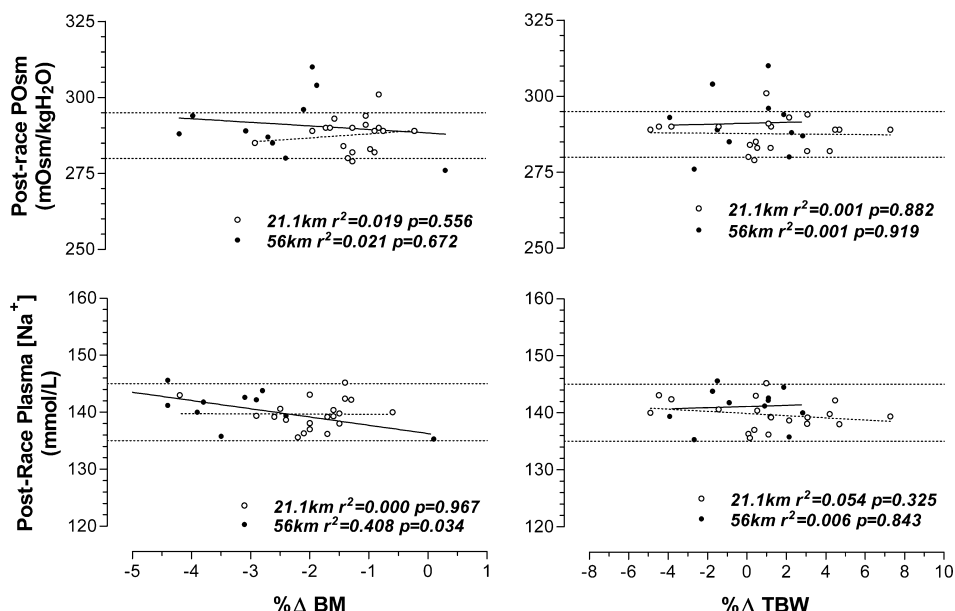 Post-race POsm
(mOsm/kgH2O)
325
300
275
250
21.1km r2=0.019 p=0.556
56km r2=0.021 p=0.672
325
300
275
250
21.1km r2=0.001 p=0.882
56km r2=0.001 p=0.919
Post-Race Plasma [Na+]
(mmol/L)
160
150
140
130
120
21.1km r2=0.000 p=0.967
56km r2=0.408 p=0.034
160
150
140
130
120
21.1km r2=0.054 p=0.325
56km r2=0.006 p=0.843
-5 -4 -3 -2 -1 0 1
%Δ BM
-6 -4 -2 0 2 4 6 8 10
%Δ TBW